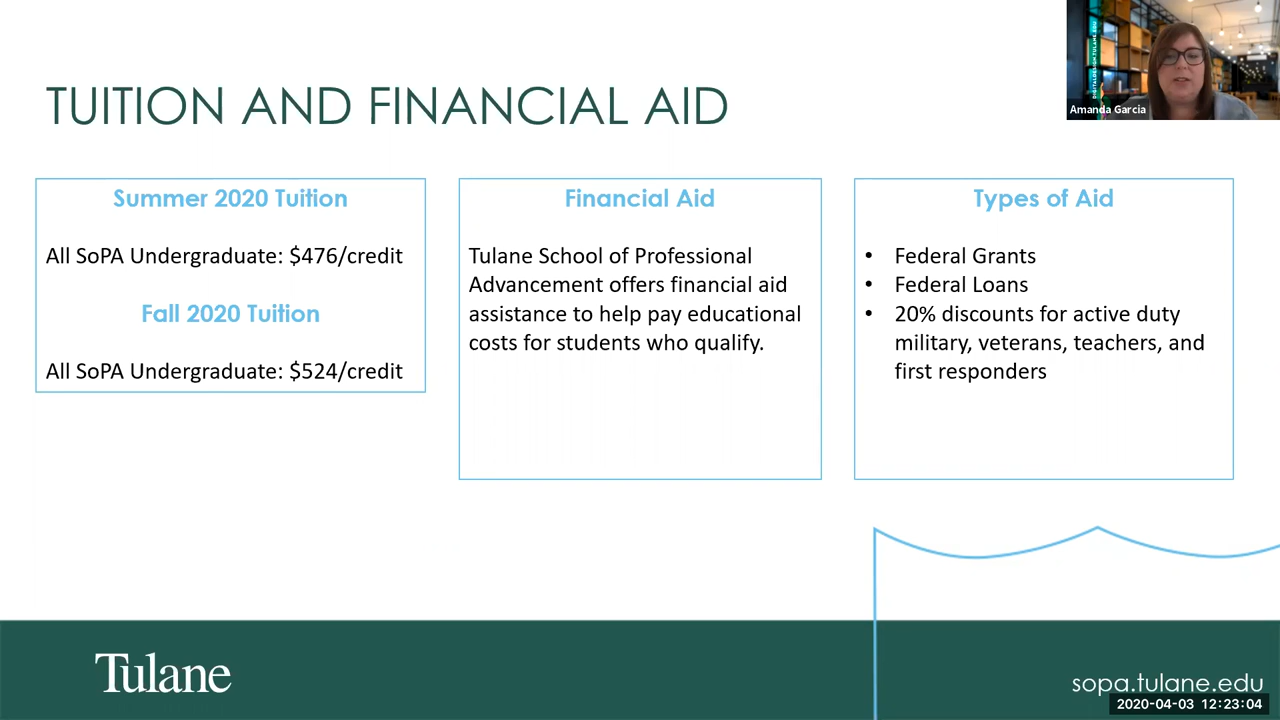 TUITION AND FINANCIAL AID
DIGITALDESIGN.TULANE.EDU
Amanda Garcia
Summer 2020 Tuition
All SoPA Undergraduate: $476/credit
Fall 2020 Tuition
All SoPA Undergraduate: $524/credit
Financial Aid
Tulane School of Professional
Advancement offers financial aid
assistance to help pay educational
costs for students who qualify.
Types of Aid
• Federal Grants
• Federal Loans
• 20% discounts for active duty
military, veterans, teachers, and
first responders
Tulane
sopa.tulane.edu
2020-04-03 12:23:04